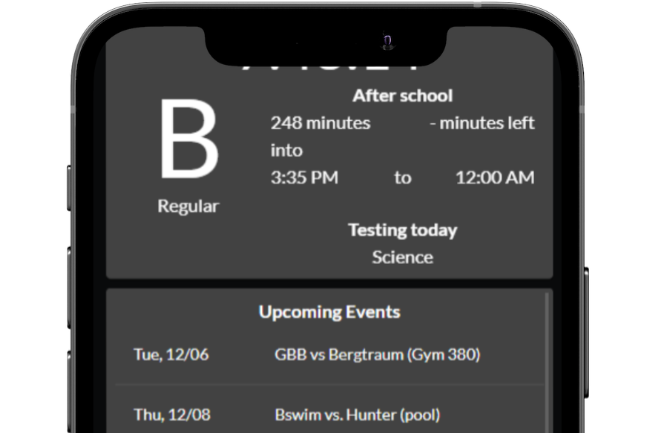 B
Regular
After school
248 minutes into
- minutes left
3:35 PM to 12:00 AM
Testing today
Science
Upcoming Events
Tue, 12/06 GBB vs Bergtraum (Gym 380)
Thu, 12/08 Bswim vs. Hunter (pool)